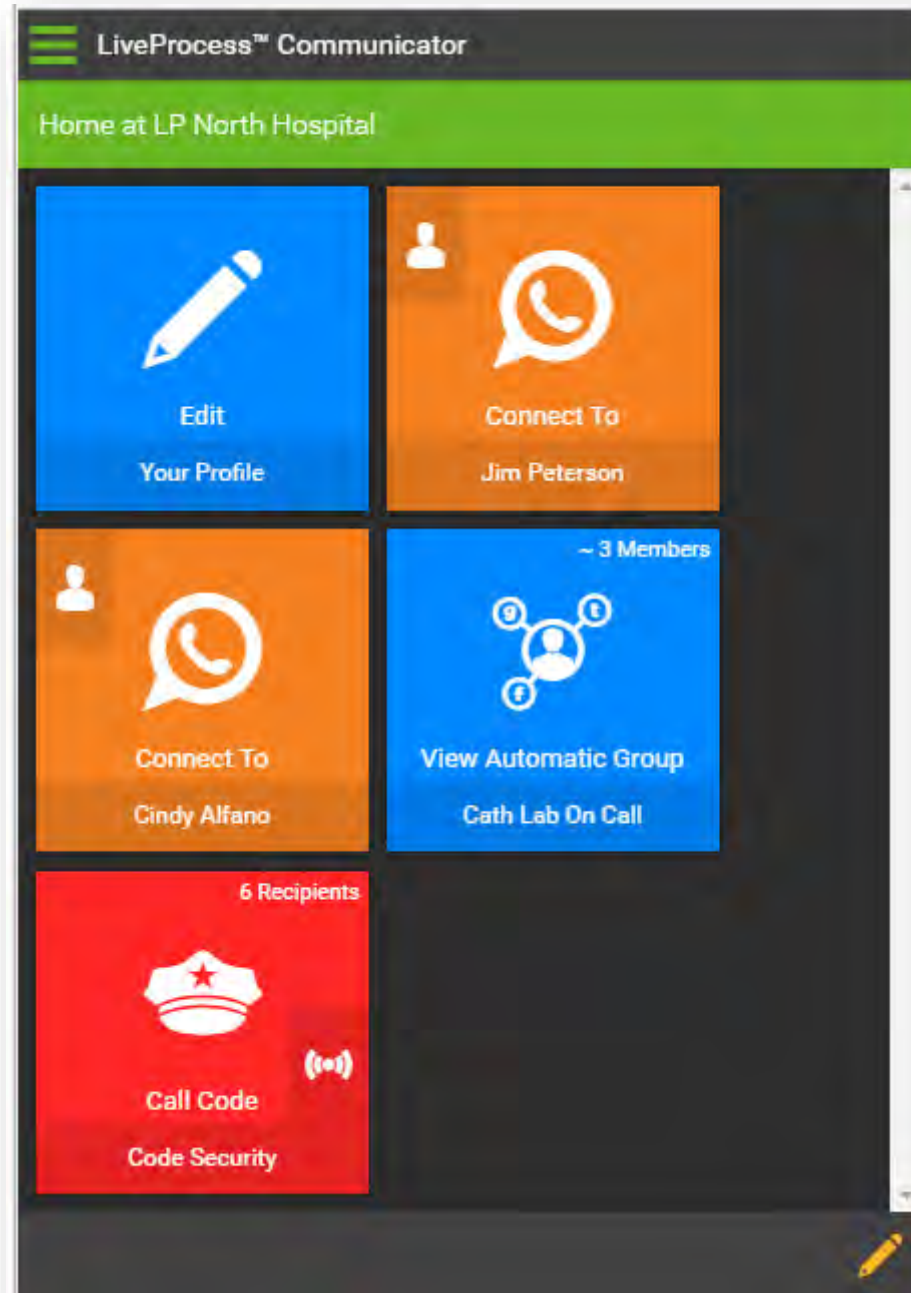 LiveProcess™ Communicator
Home at LP North Hospital
Edit
Your Profile
Connect To
Jim Peterson
Connect To
Cindy Alfano
~ 3 Members
g t
f
View Automatic Group
Cath Lab On Call
6 Recipients
Call Code
Code Security